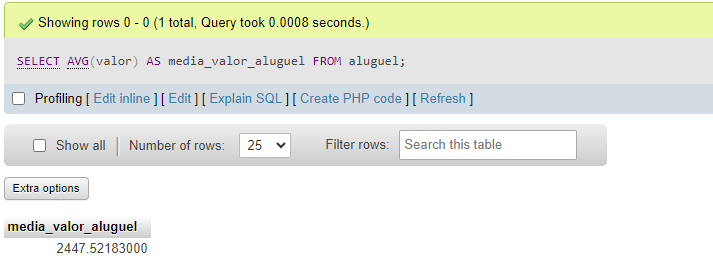 Showing rows 0 - 0 (1 total, Query took 0.0008 seconds.)
SELECT AVG(valor) AS media_valor_aluguel FROM aluguel;
Profiling [ Edit inline ] [ Edit ] [ Explain SQL ] [ Create PHP code ] [ Refresh ]
Show all Number of rows: 25 Filter rows: Search this table
Extra options
media_valor_aluguel
2447.52183000